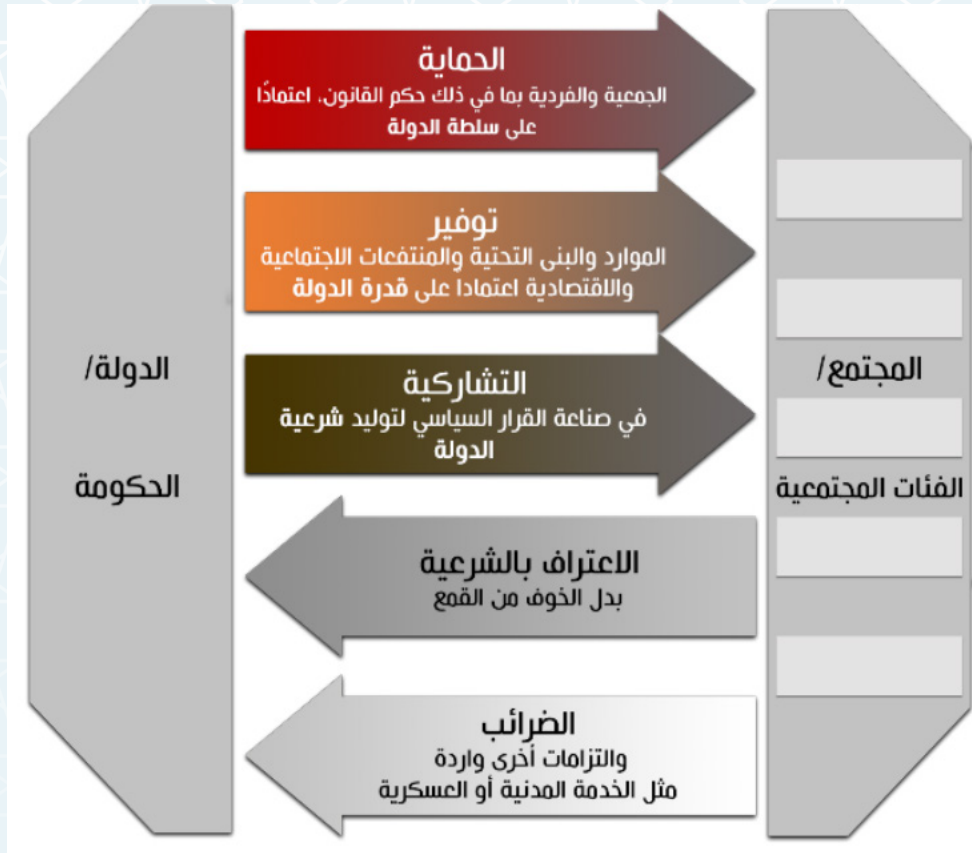 الحماية
الجمعية والفردية بما في ذلك حكم القانون، اعتمادًا
على سلطة الدولة
توفير
الموارد والبنى التحتية والمنتفعات الاجتماعية
والاقتصادية اعتماداً على قدرة الدولة
التشاركية
في صناعة القرار السياسي لتوليد شرعية
الدولة
الاعتراف بالشرعية
بدل الخوف من القمع
الضرائب
والتزامات أخرى واردة
مثل الخدمة المدنية أو العسكرية
المجتمع/
الفئات المجتمعية
الدولة/
الحكومة